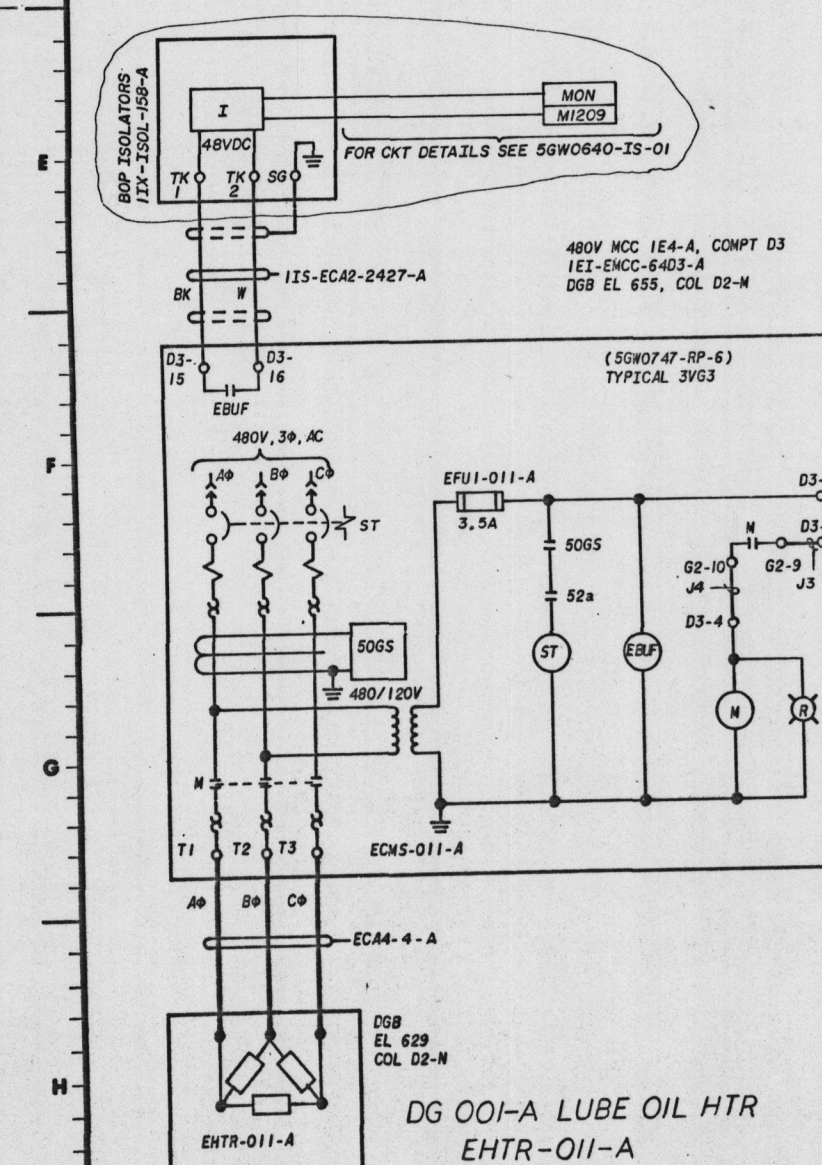 BOP ISOLATORS
1IX-ISOL-158-A
I
48VDC
MON
M1209
TK
1
TK
2
SG
FOR CKT DETAILS SEE 5GW0640-IS-01
E
480V MCC 1E4-A, COMPT D3
1EI-EMCC-64D3-A
DGB EL 655, COL D2-M
1IS-ECA2-2427-A
BK
W
(5GW0747-RP-6)
TYPICAL 3VG3
D3-
15
D3-
16
EBUF
480V, 3Φ, AC
F
AΦ
BΦ
CΦ
ST
EFU1-011-A
3.5A
D3-
50GS
52a
M
D3-
G2-10
G2-9
J4
J3
D3-4
50GS
ST
EBUF
480/120V
M
R
G
M
T1
T2
T3
ECMS-011-A
AΦ
BΦ
CΦ
ECA4-4-A
DGB
EL 629
COL D2-N
H
EHTR-011-A
DG 001-A LUBE OIL HTR
EHTR-011-A